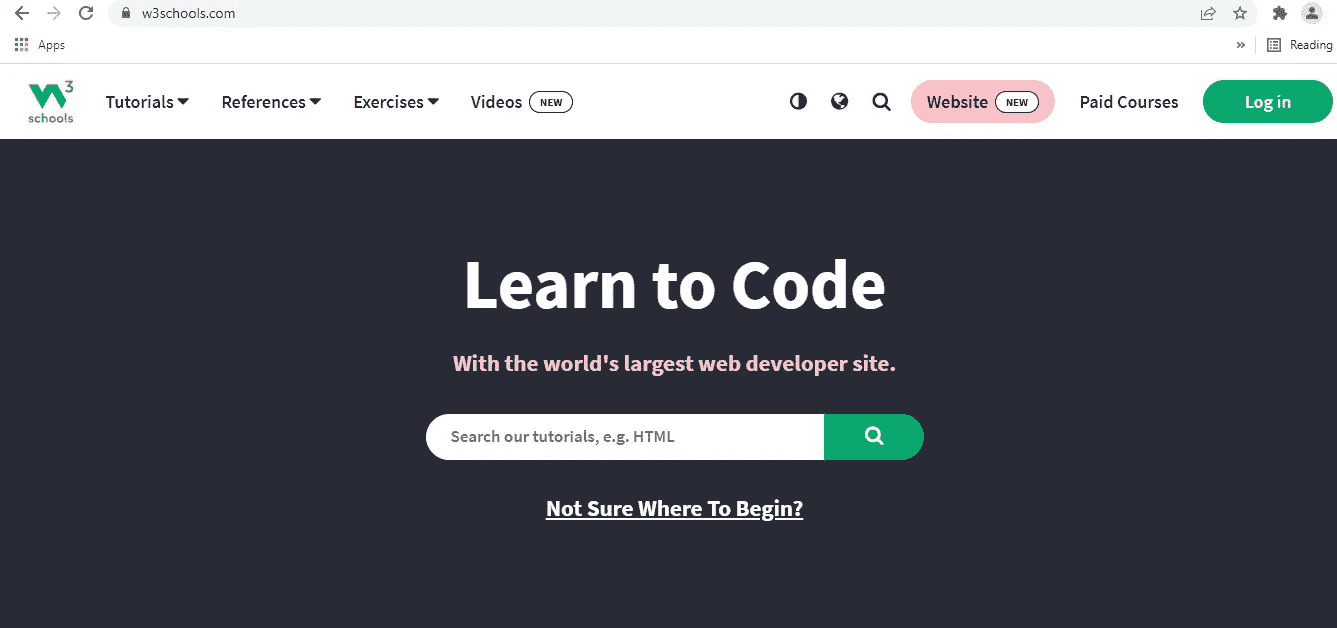 w3schools.com
Apps
»
Reading
W3 schools
Tutorials References Exercises Videos NEW Website NEW Paid Courses Log in
Learn to Code
With the world's largest web developer site.
Search our tutorials, e.g. HTML
Not Sure Where To Begin?